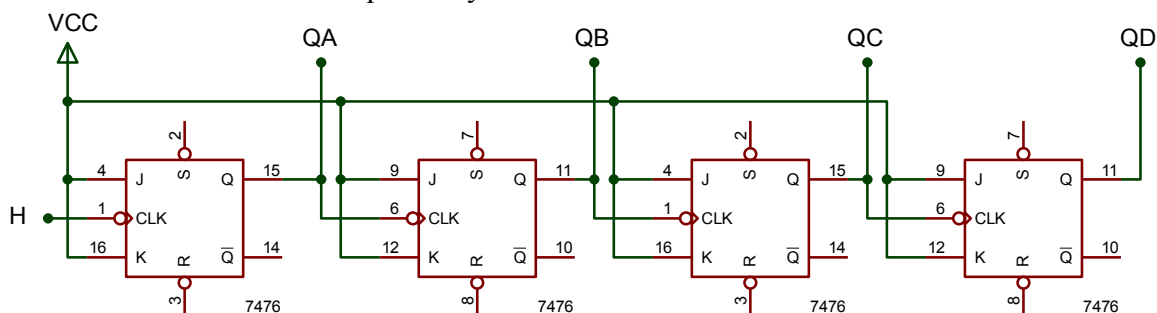 VCC QA QB QC QD
2 7 2 7
4 J S Q 15 9 J S Q 11 4 J S Q 15 9 J S Q 11
H 1 CLK 6 CLK 1 CLK 6 CLK
16 K R Q 14 12 K R Q 10 16 K R Q 14 12 K R Q 10
3 7476 8 7476 3 7476 8 7476